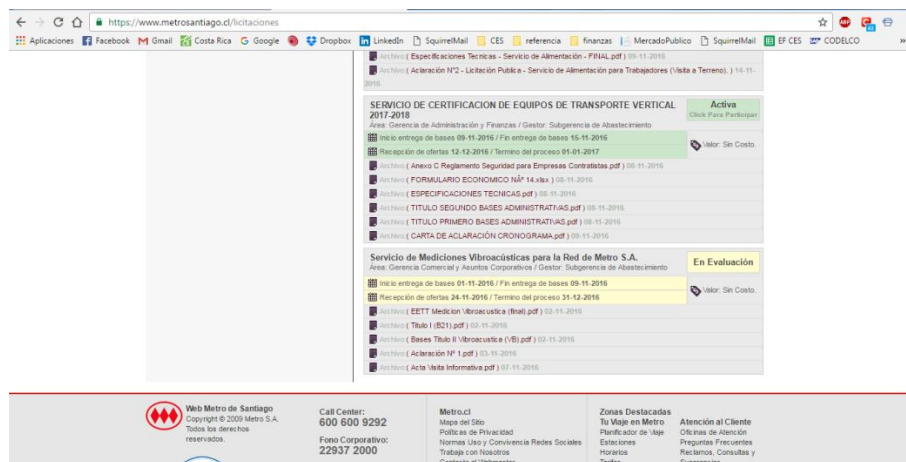 https://www.metrosantiago.cl/licitaciones
Aplicaciones Facebook Gmail Costa Rica Google Dropbox LinkedIn SquirrelMail CES referencia finanzas MercadoPublico SquirrelMail EF CES CODELCO »
Archivo ( Especificaciones Tecnicas - Servicio de Alimentación - FINAL.pdf ) 09-11-2016
Archivo ( Aclaración N°2 - Licitación Publica - Servicio de Alimentación para Trabajadores (Visita a Terreno). ) 14-11-
2016
SERVICIO DE CERTIFICACION DE EQUIPOS DE TRANSPORTE VERTICAL
2017-2018
Área: Gerencia de Administración y Finanzas / Gestor: Subgerencia de Abastecimiento
Activa
Click Para Participar
Inicio entrega de bases 09-11-2016 / Fin entrega de bases 15-11-2016
Recepción de ofertas 12-12-2016 / Termino del proceso 01-01-2017
Valor: Sin Costo.
Archivo ( Anexo C Reglamento Seguridad para Empresas Contratistas.pdf ) 08-11-2016
Archivo ( FORMULARIO ECONOMICO NÂº 14.xlsx ) 08-11-2016
Archivo ( ESPECIFICACIONES TECNICAS.pdf ) 08-11-2016
Archivo ( TITULO SEGUNDO BASES ADMINISTRATIVAS.pdf ) 08-11-2016
Archivo ( TITULO PRIMERO BASES ADMINISTRATIVAS.pdf ) 08-11-2016
Archivo ( CARTA DE ACLARACIÓN CRONOGRAMA.pdf ) 09-11-2016
Servicio de Mediciones Vibroacústicas para la Red de Metro S.A.
Área: Gerencia Comercial y Asuntos Corporativos / Gestor: Subgerencia de Abastecimiento
En Evaluación
Inicio entrega de bases 01-11-2016 / Fin entrega de bases 09-11-2016
Recepción de ofertas 24-11-2016 / Termino del proceso 31-12-2016
Valor: Sin Costo.
Archivo ( EETT Medicion Vibroacustica (final).pdf ) 02-11-2016
Archivo ( Titulo I (B21).pdf ) 02-11-2016
Archivo ( Bases Titulo II Vibroacustica (VB).pdf ) 02-11-2016
Archivo ( Aclaración Nº 1.pdf ) 03-11-2016
Archivo ( Acta Visita Informativa.pdf ) 07-11-2016
Web Metro de Santiago
Copyright © 2009 Metro S.A.
Todos los derechos
reservados.
Call Center:
600 600 9292
Fono Corporativo:
22937 2000
Metro.cl
Mapa del Sitio
Políticas de Privacidad
Normas Uso y Convivencia Redes Sociales
Trabaja con Nosotros
Contacto al Webmaster
Zonas Destacadas
Tu Viaje en Metro
Planificador de Viaje
Estaciones
Horarios
Tarifas
Atención al Cliente
Oficinas de Atención
Preguntas Frecuentes
Reclamos, Consultas y
Sugerencias